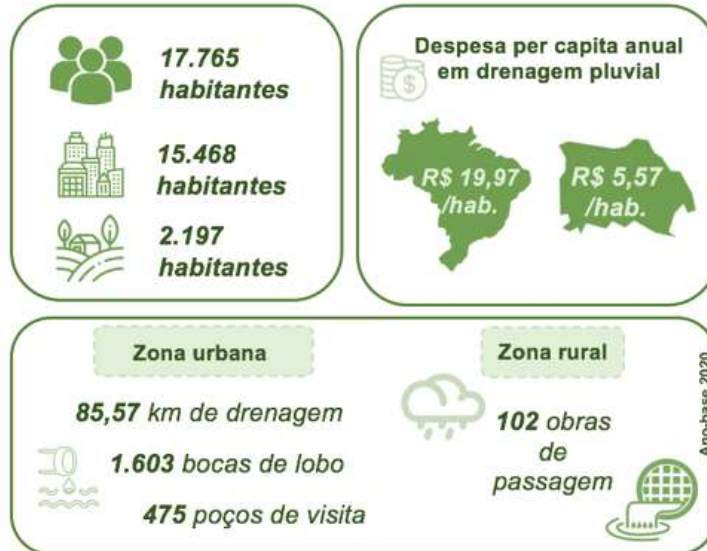 17.765
habitantes
15.468
habitantes
2.197
habitantes
Despesa per capita anual
em drenagem pluvial
$
R$ 19,97
/hab.
R$ 5,57
/hab.
Zona urbana
85,57 km de drenagem
1.603 bocas de lobo
475 poços de visita
Zona rural
102 obras
de
passagem
Ano-base 2020